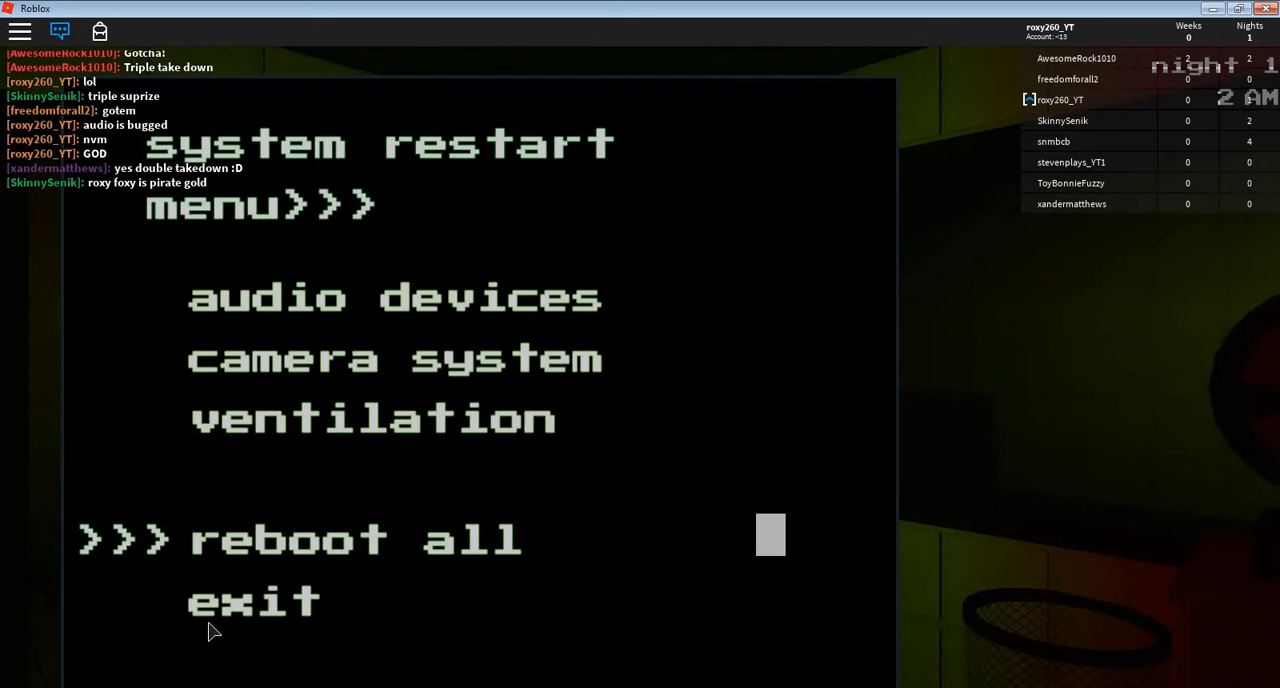 Roblox
roxy260_YT
Account: <13
Weeks
0
Nights
1
[AwesomeRock1010]: Gotcha!
[AwesomeRock1010]: Triple take down
[roxy260_YT]: lol
[SkinnySenik]: triple suprize
[freedomforall2]: gotem
[roxy260_YT]: audio is bugged
[roxy260_YT]: nvm
[roxy260_YT]: GOD
[xandermatthews]: yes double takedown :D
[SkinnySenik]: roxy foxy is pirate gold
AwesomeRock1010 2 2
freedomforall2 0 0
roxy260_YT 0 1
SkinnySenik 0 2
snmbcb 0 4
stevenplays_YT1 0 0
ToyBonnieFuzzy 0 0
xandermatthews 0 0
night 1
2 AM
system restart
menu>>>
audio devices
camera system
ventilation
>>> reboot all
exit